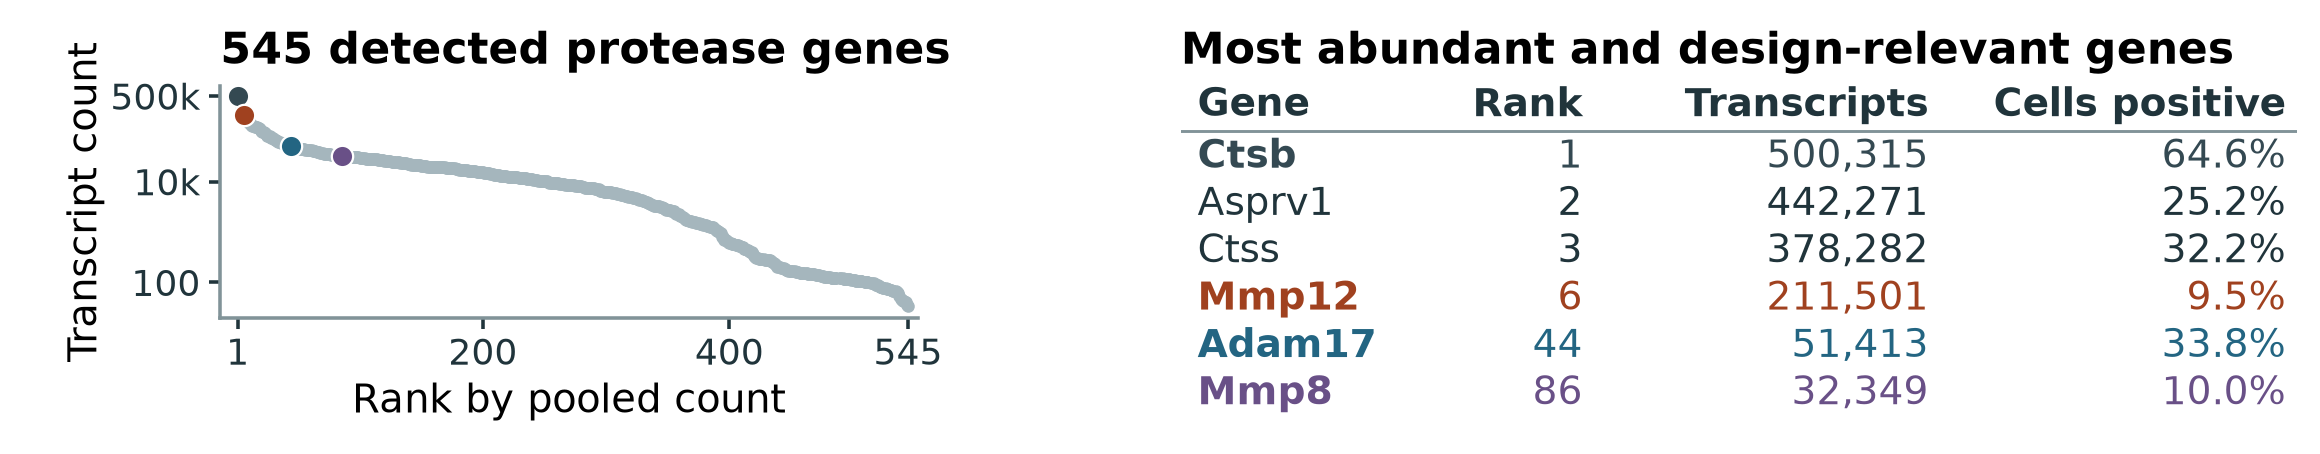 545 detected protease genes
Transcript count
500k
10k
100
1 200 400 545
Rank by pooled count
Most abundant and design-relevant genes
Gene Rank Transcripts Cells positive
Ctsb 1 500,315 64.6%
Asprv1 2 442,271 25.2%
Ctss 3 378,282 32.2%
Mmp12 6 211,501 9.5%
Adam17 44 51,413 33.8%
Mmp8 86 32,349 10.0%